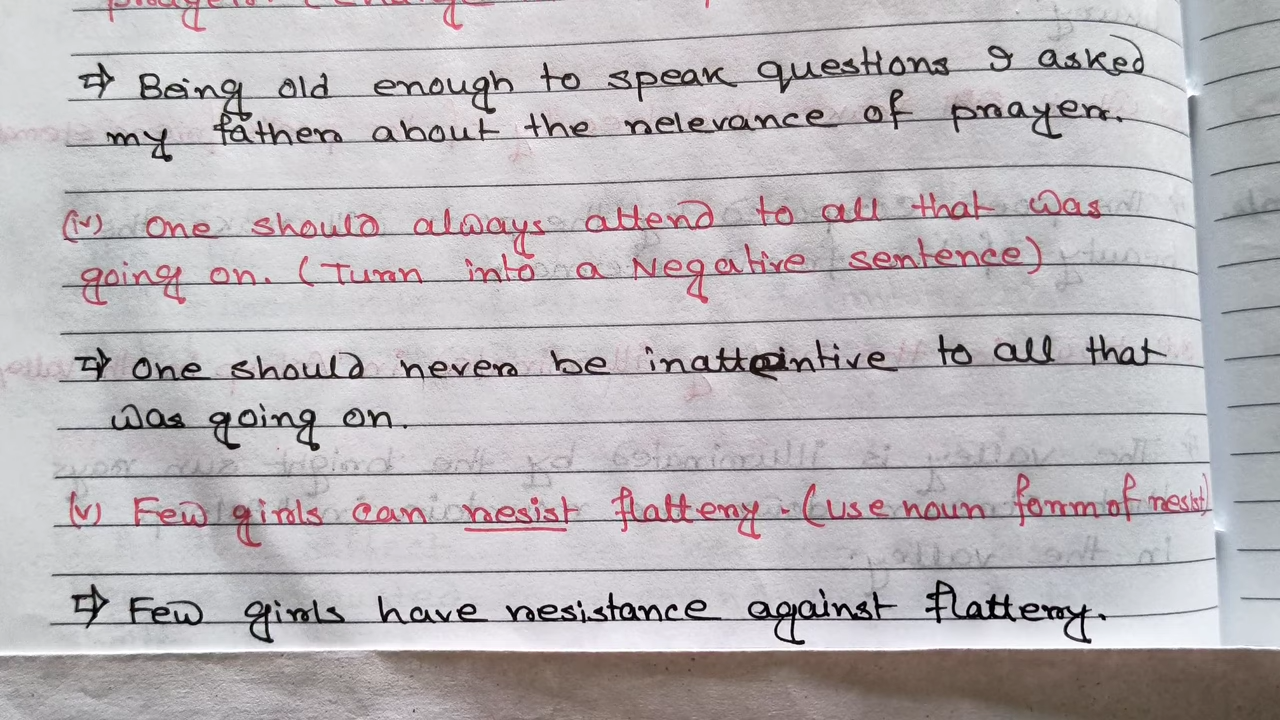 ⇒ Being old enough to speak questions I asked
my father about the relevance of prayer.
(iv) One should always attend to all that was
going on. (Turn into a Negative sentence)
⇒ One should never be inattentive to all that
was going on.
(v) Few girls can resist flattery. (use noun form of resist)
⇒ Few girls have resistance against flattery.